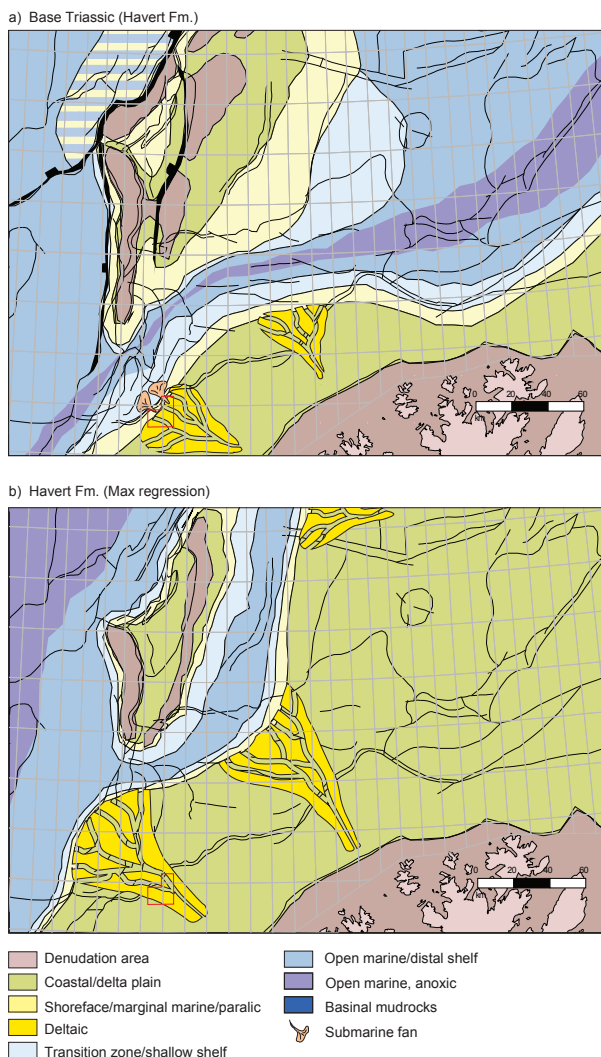 a) Base Triassic (Havert Fm.)
0 20 40 60
km
b) Havert Fm. (Max regression)
0 20 40 60
km
Denudation area
Coastal/delta plain
Shoreface/marginal marine/paralic
Deltaic
Transition zone/shallow shelf
Open marine/distal shelf
Open marine, anoxic
Basinal mudrocks
Submarine fan